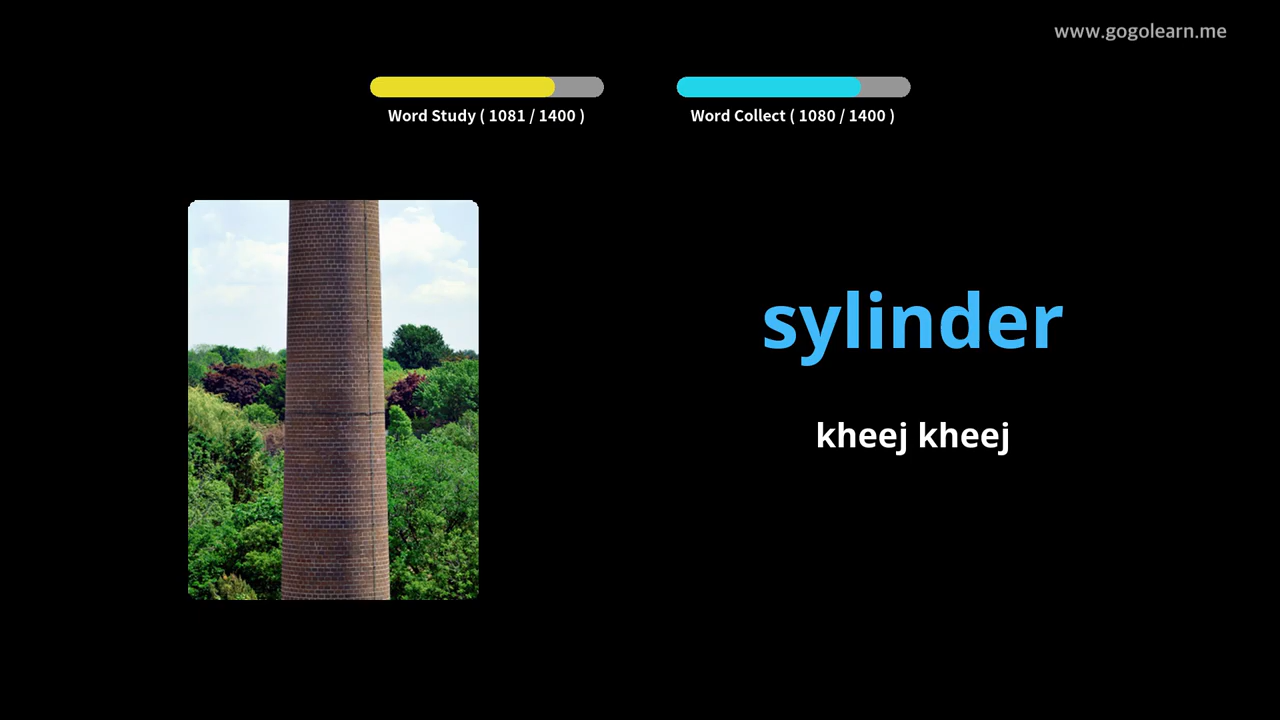 www.gogolearn.me
Word Study ( 1081 / 1400 )
Word Collect ( 1080 / 1400 )
sylinder
kheej kheej